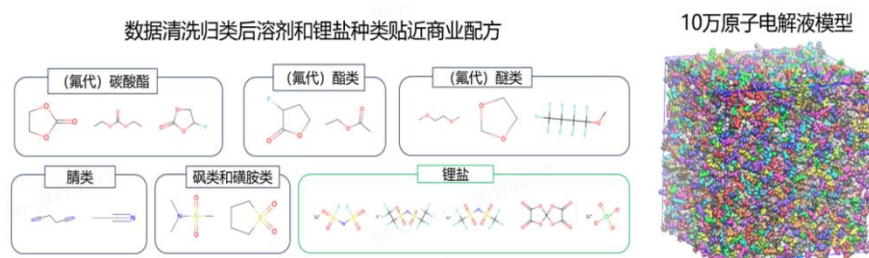 数据清洗归类后溶剂和锂盐种类贴近商业配方
10万原子电解液模型
（氟代）碳酸酯
（氟代）酯类
（氟代）醚类
腈类
砜类和磺胺类
锂盐